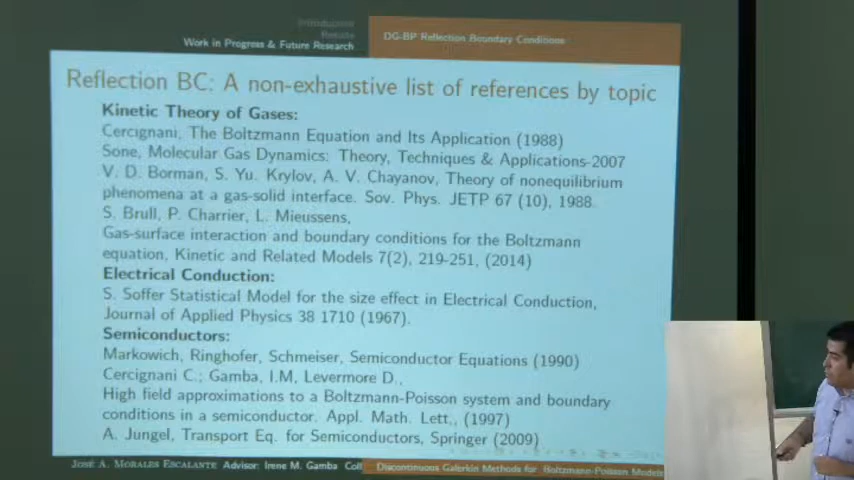 Introduction
Results
Work in Progress & Future Research
DG-BP Reflection Boundary Conditions
Reflection BC: A non-exhaustive list of references by topic
Kinetic Theory of Gases:
Cercignani, The Boltzmann Equation and Its Application (1988)
Sone, Molecular Gas Dynamics: Theory, Techniques & Applications-2007
V. D. Borman, S. Yu. Krylov, A. V. Chayanov, Theory of nonequilibrium
phenomena at a gas-solid interface. Sov. Phys. JETP 67 (10), 1988.
S. Brull, P. Charrier, L. Mieussens,
Gas-surface interaction and boundary conditions for the Boltzmann
equation, Kinetic and Related Models 7(2), 219-251, (2014)
Electrical Conduction:
S. Soffer Statistical Model for the size effect in Electrical Conduction,
Journal of Applied Physics 38 1710 (1967).
Semiconductors:
Markowich, Ringhofer, Schmeiser, Semiconductor Equations (1990)
Cercignani C.; Gamba, I.M, Levermore D.,
High field approximations to a Boltzmann-Poisson system and boundary
conditions in a semiconductor. Appl. Math. Lett., (1997)
A. Jungel, Transport Eq. for Semiconductors, Springer (2009)
José A. Morales Escalante Advisor: Irene M. Gamba Coll
Discontinuous Galerkin Methods for Boltzmann-Poisson Models